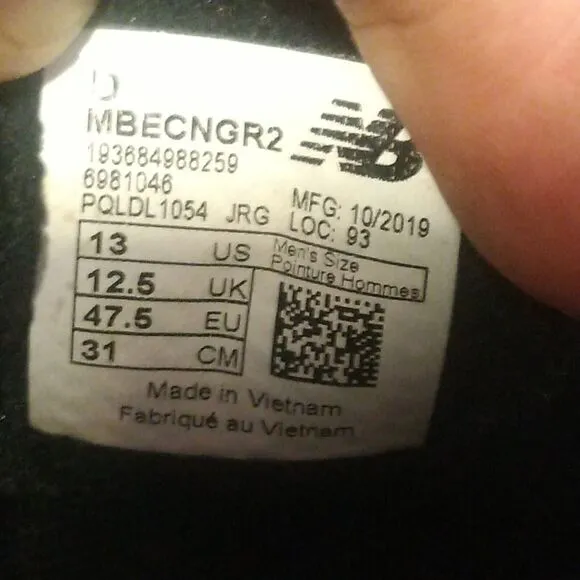 D
MBECNGR2
193684988259
6981046
PQLDL1054 JRG
MFG: 10/2019
LOC: 93
13 US
Men's Size
Pointure Hommes
12.5 UK
47.5 EU
31 CM
Made in Vietnam
Fabriqué au Vietnam
NB